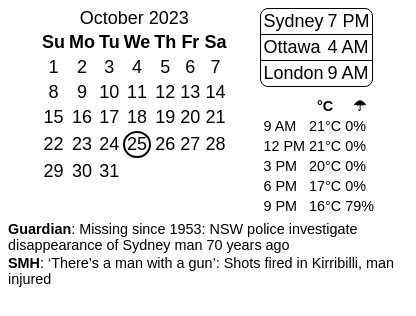 October 2023
Su Mo Tu We Th Fr Sa
1 2 3 4 5 6 7
8 9 10 11 12 13 14
15 16 17 18 19 20 21
22 23 24 25 26 27 28
29 30 31
Sydney 7 PM
Ottawa 4 AM
London 9 AM
°C ☂
9 AM 21°C 0%
12 PM 21°C 0%
3 PM 20°C 0%
6 PM 17°C 0%
9 PM 16°C 79%
Guardian: Missing since 1953: NSW police investigate
disappearance of Sydney man 70 years ago
SMH: ‘There’s a man with a gun’: Shots fired in Kirribilli, man
injured